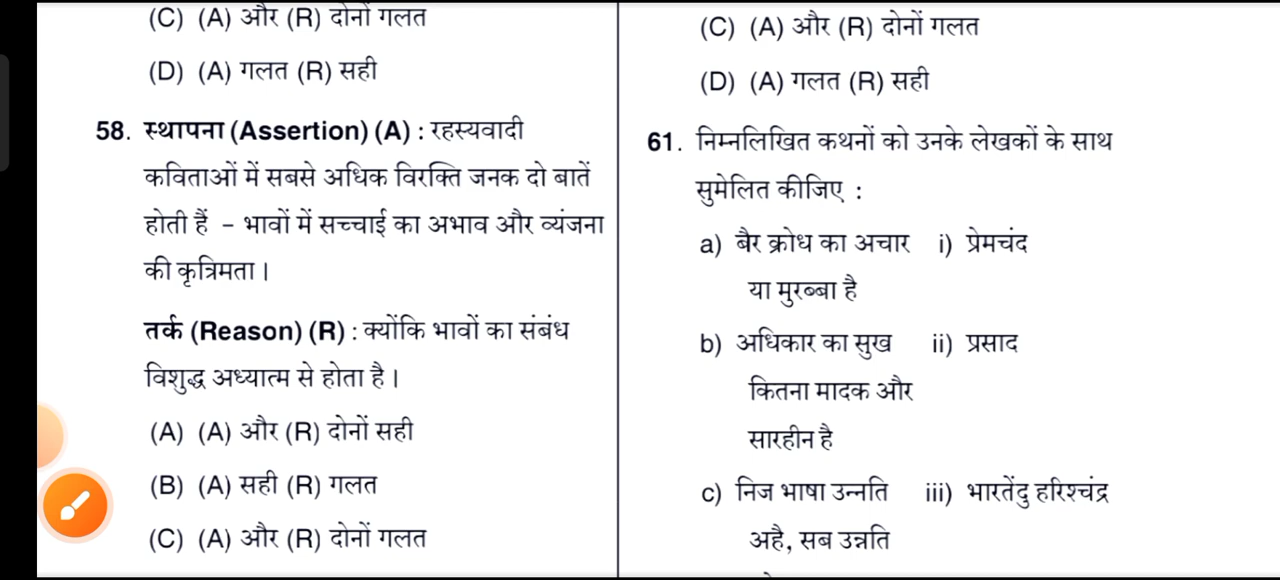 (C) (A) और (R) दोनों गलत
(D) (A) गलत (R) सही
58. स्थापना (Assertion) (A) : रहस्यवादी
कविताओं में सबसे अधिक विरक्ति जनक दो बातें
होती हैं – भावों में सच्चाई का अभाव और व्यंजना
की कृत्रिमता ।
तर्क (Reason) (R) : क्योंकि भावों का संबंध
विशुद्ध अध्यात्म से होता है ।
(A) (A) और (R) दोनों सही
(B) (A) सही (R) गलत
(C) (A) और (R) दोनों गलत
(C) (A) और (R) दोनों गलत
(D) (A) गलत (R) सही
61. निम्नलिखित कथनों को उनके लेखकों के साथ
सुमेलित कीजिए :
a) बैर क्रोध का अचार i) प्रेमचंद
या मुरब्बा है
b) अधिकार का सुख ii) प्रसाद
कितना मादक और
सारहीन है
c) निज भाषा उन्नति iii) भारतेंदु हरिश्चंद्र
अहै, सब उन्नति